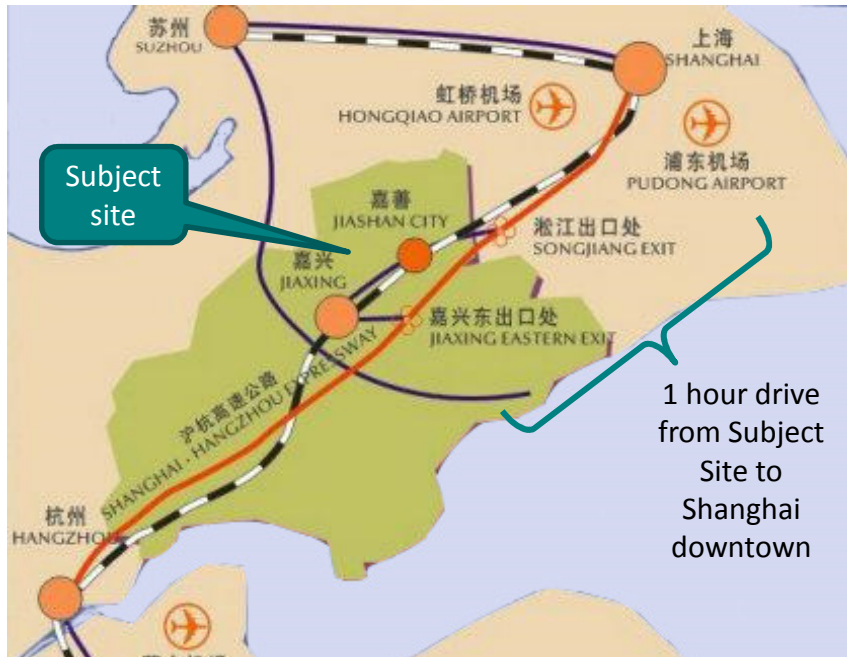 苏州
SUZHOU
上海
SHANGHAI
虹桥机场
HONGQIAO AIRPORT
浦东机场
PUDONG AIRPORT
Subject
site
嘉善
JIASHAN CITY
淞江出口处
SONGJIANG EXIT
嘉兴
JIAXING
嘉兴东出口处
JIAXING EASTERN EXIT
沪杭高速公路
SHANGHAI · HANGZHOU EXPRESSWAY
1 hour drive
from Subject
Site to
Shanghai
downtown
杭州
HANGZHOU